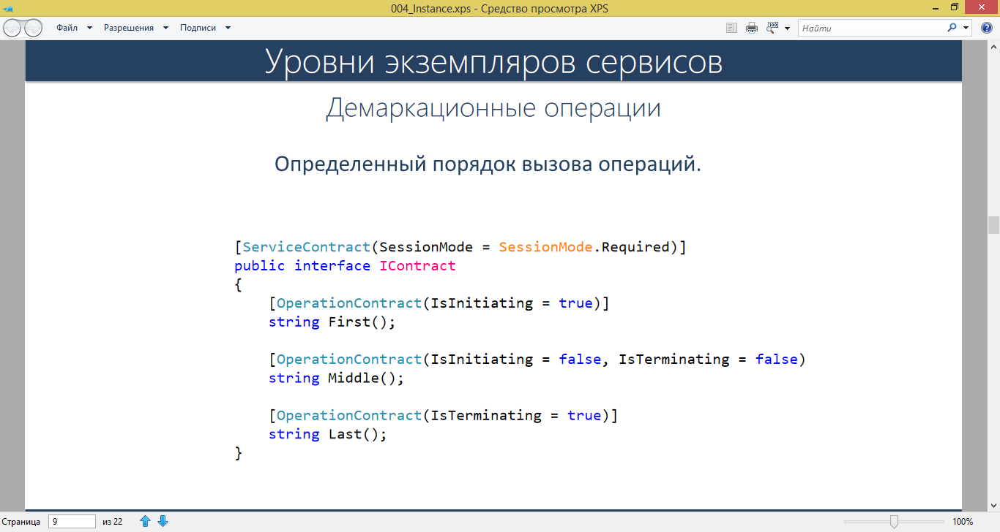 004_Instance.xps - Средство просмотра XPS
Файл Разрешения Подписи Найти
Уровни экземпляров сервисов
Демаркационные операции
Определенный порядок вызова операций.
[ServiceContract(SessionMode = SessionMode.Required)]
public interface IContract
{
[OperationContract(IsInitiating = true)]
string First();
[OperationContract(IsInitiating = false, IsTerminating = false)
string Middle();
[OperationContract(IsTerminating = true)]
string Last();
}
Страница 9 из 22 100%